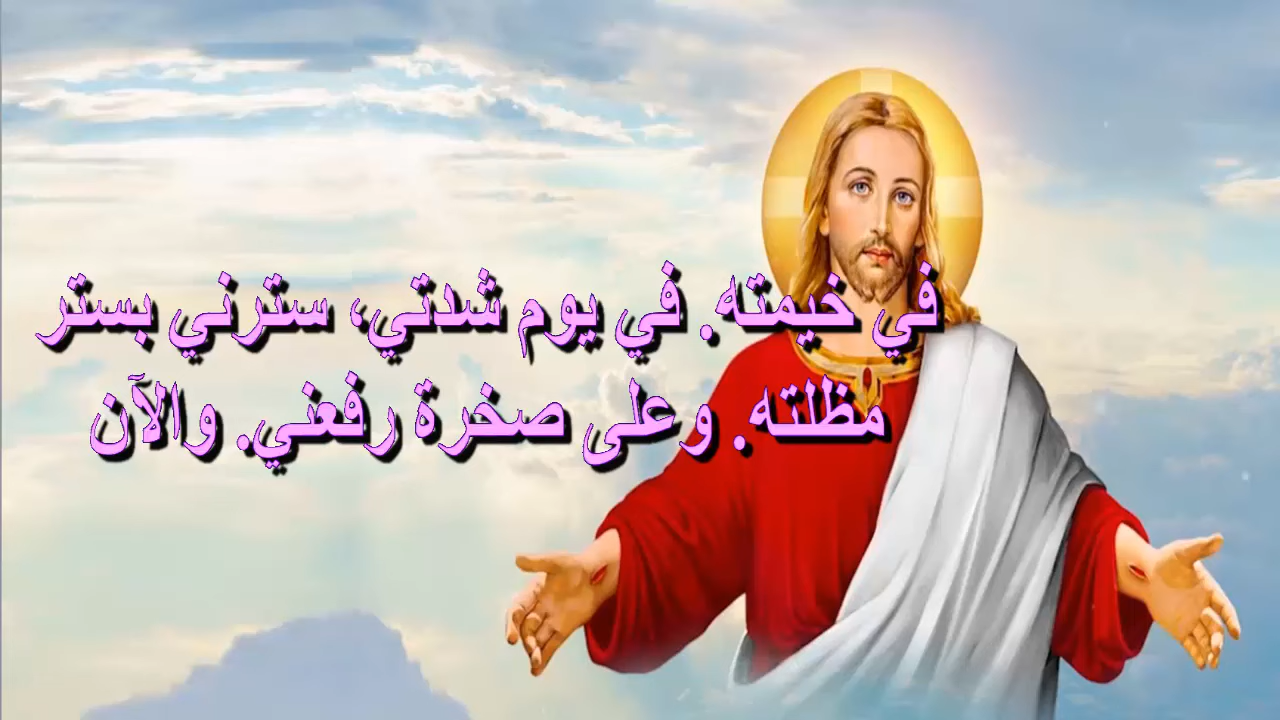 في خيمته. في يوم شدتي، سترني بستر
مظلته. وعلى صخرة رفعني. والآن